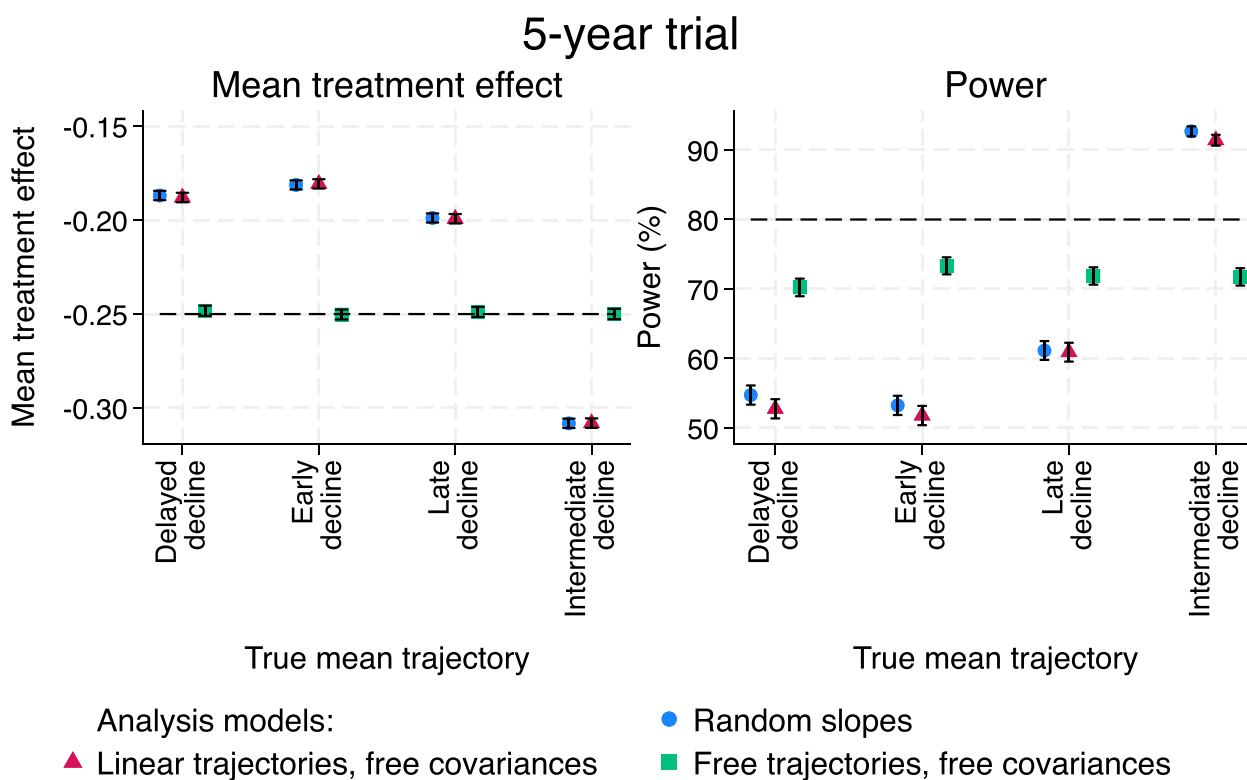 5-year trial
Mean treatment effect
Mean treatment effect
-0.15
-0.20
-0.25
-0.30
Delayed
decline
Early
decline
Late
decline
Intermediate
decline
True mean trajectory
Power
Power (%)
90
80
70
60
50
Delayed
decline
Early
decline
Late
decline
Intermediate
decline
True mean trajectory
Analysis models:
Random slopes
Linear trajectories, free covariances
Free trajectories, free covariances